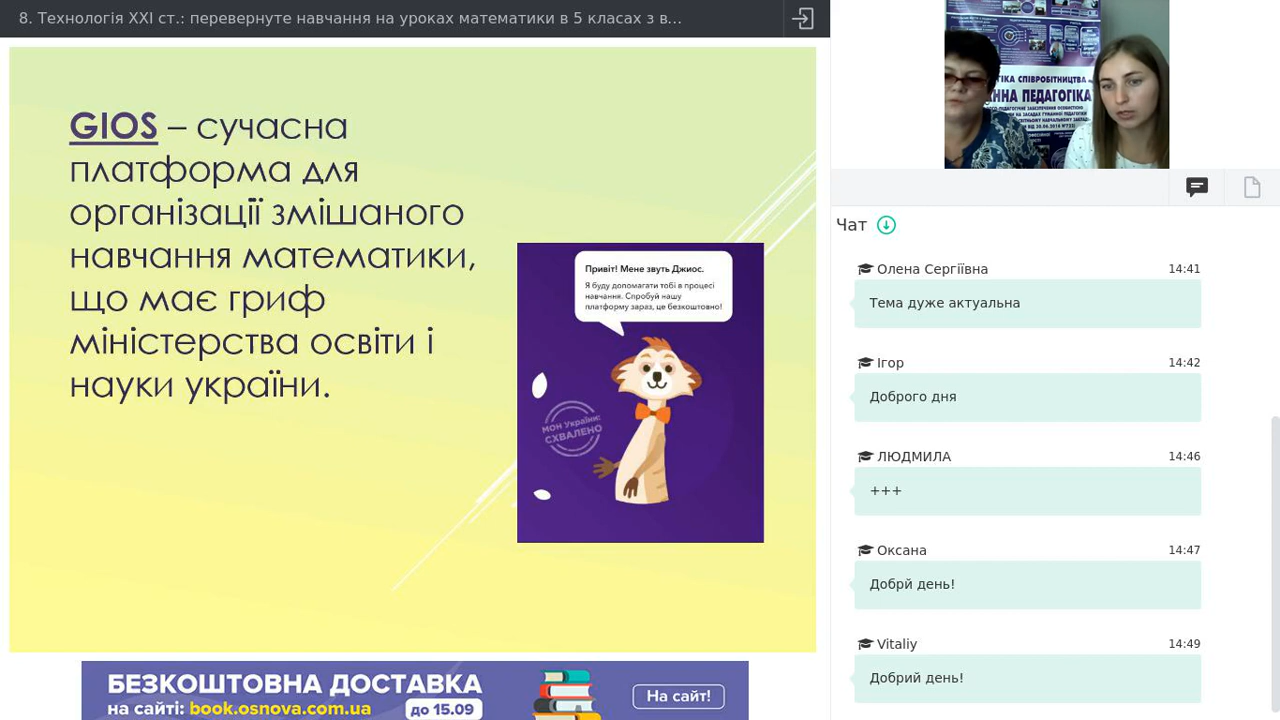 8. Технологія ХХІ ст.: перевернуте навчання на уроках математики в 5 класах з в...
GIOS – сучасна
платформа для
організації змішаного
навчання математики,
що має гриф
міністерства освіти і
науки україни.
Привіт! Мене звуть Джиос.
Я буду допомагати тобі в процесі
навчання. Спробуй нашу
платформу зараз, це безкоштовно!
МОН України:
СХВАЛЕНО
БЕЗКОШТОВНА ДОСТАВКА
на сайті: book.osnova.com.ua
до 15.09
На сайт!
ГІКА СПІВРОБІТНИЦТВА
ННА ПЕДАГОГІКА
Чат
Олена Сергіївна 14:41
Тема дуже актуальна
Ігор 14:42
Доброго дня
ЛЮДМИЛА 14:46
+++
Оксана 14:47
Добрй день!
Vitaliy 14:49
Добрий день!